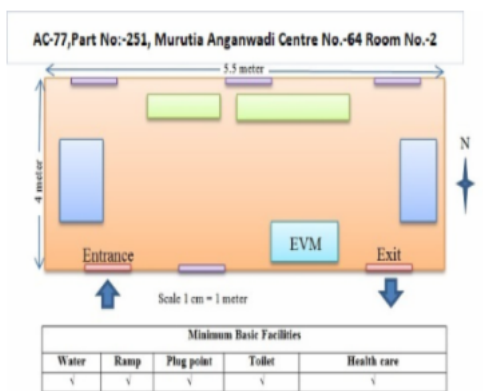 AC-77,Part No:-251, Murutia Anganwadi Centre No.-64 Room No.-2
5.5 meter
4 meter
N
EVM
Entrance
Exit
Scale 1 cm = 1 meter
Minimum Basic Facilities
Water Ramp Plug point Toilet Health care
√ √ √ √ √